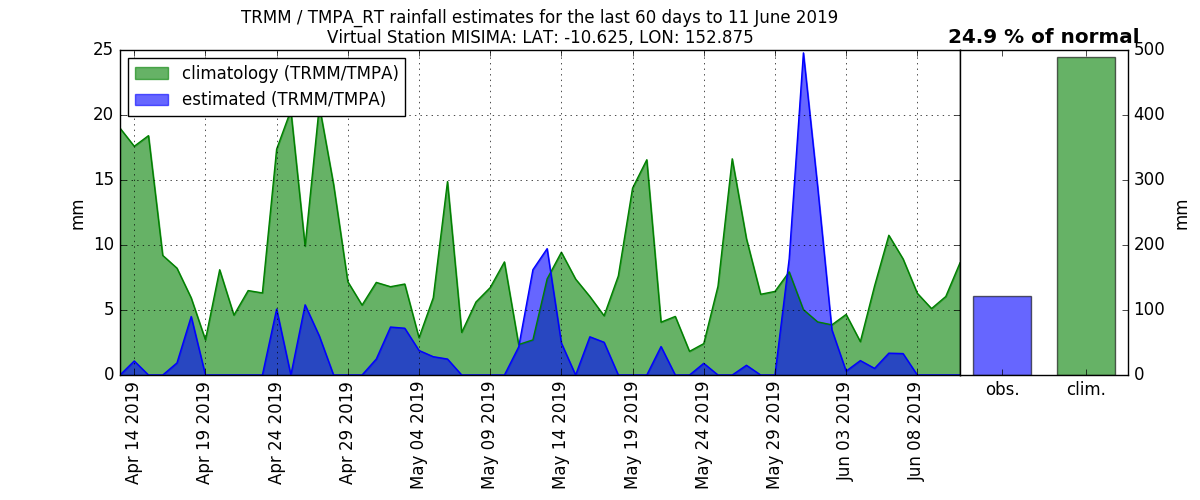 TRMM / TMPA_RT rainfall estimates for the last 60 days to 11 June 2019
Virtual Station MISIMA: LAT: -10.625, LON: 152.875
24.9 % of normal
climatology (TRMM/TMPA)
estimated (TRMM/TMPA)
25
20
15
10
5
0
mm
Apr 14 2019
Apr 19 2019
Apr 24 2019
Apr 29 2019
May 04 2019
May 09 2019
May 14 2019
May 19 2019
May 24 2019
May 29 2019
Jun 03 2019
Jun 08 2019
obs.
clim.
500
400
300
200
100
0
mm